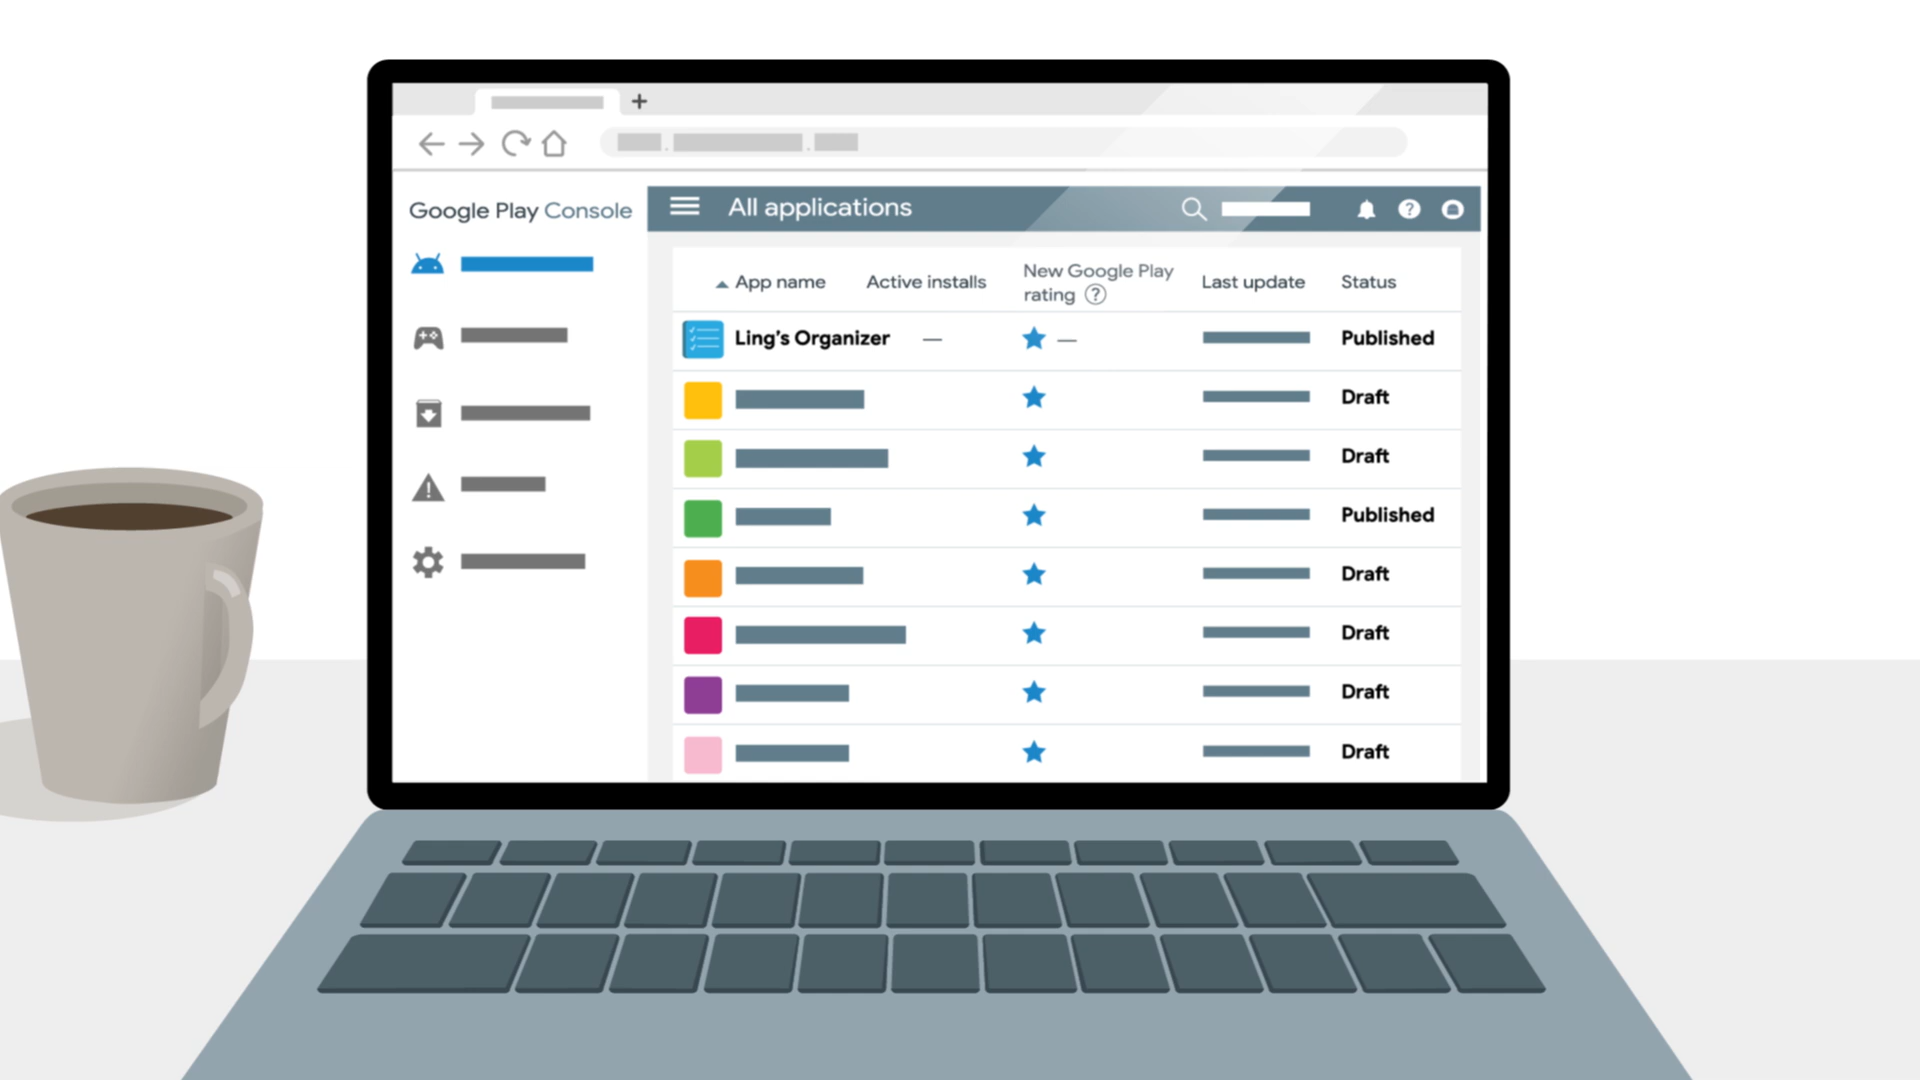 Google Play Console
All applications
App name Active installs New Google Play rating Last update Status
Ling's Organizer — — Published
Draft
Draft
Published
Draft
Draft
Draft
Draft